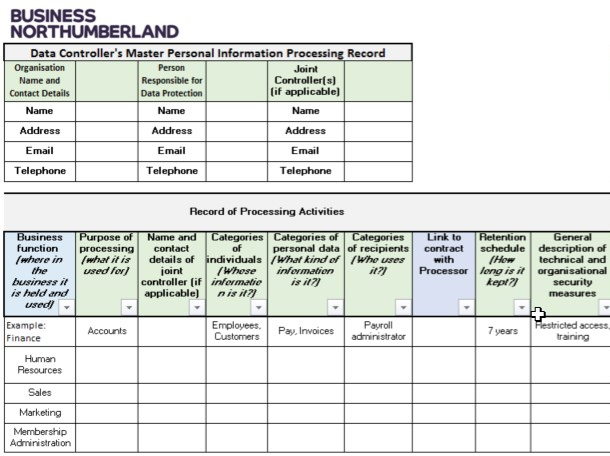 BUSINESS
NORTHUMBERLAND
Data Controller's Master Personal Information Processing Record
Organisation
Name and
Contact Details
Person
Responsible for
Data Protection
Joint
Controller(s)
(if applicable)
Name Name Name
Address Address Address
Email Email Email
Telephone Telephone Telephone
Record of Processing Activities
Business
function
(where in
the
business it
is held and
used)
Purpose of
processing
(what it is
used for)
Name and
contact
details of
joint
controller (if
applicable)
Categories
of
individuals
(Whose
informatio
n is it?)
Categories of
personal data
(What kind of
information
is it?)
Categories
of recipients
(Who uses
it?)
Link to
contract
with
Processor
Retention
schedule
(How
long is it
kept?)
General
description of
technical and
organisational
security
measures
Example:
Finance
Accounts
Employees,
Customers
Pay, Invoices
Payroll
administrator
7 years
Restricted access,
training
Human
Resources
Sales
Marketing
Membership
Administration